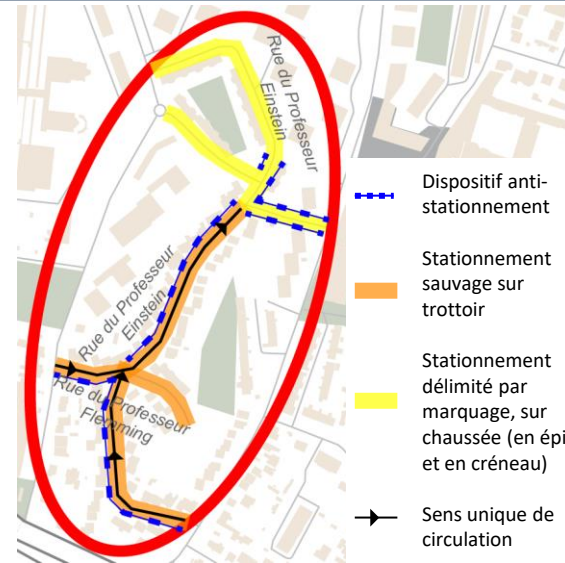 Rue du Professeur
Einstein
Rue du Professeur
Einstein
Rue du Professeur
Fleming
Dispositif anti-
stationnement
Stationnement
sauvage sur
trottoir
Stationnement
délimité par
marquage, sur
chaussée (en épi
et en créneau)
Sens unique de
circulation